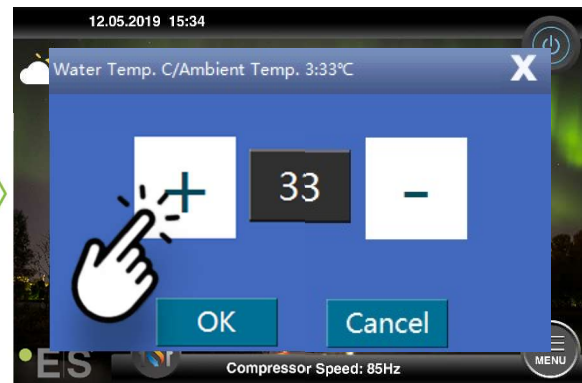 12.05.2019 15:34
Water Temp. C/Ambient Temp. 3:33℃
X
+
33
-
OK
Cancel
ES
Compressor Speed: 85Hz
MENU